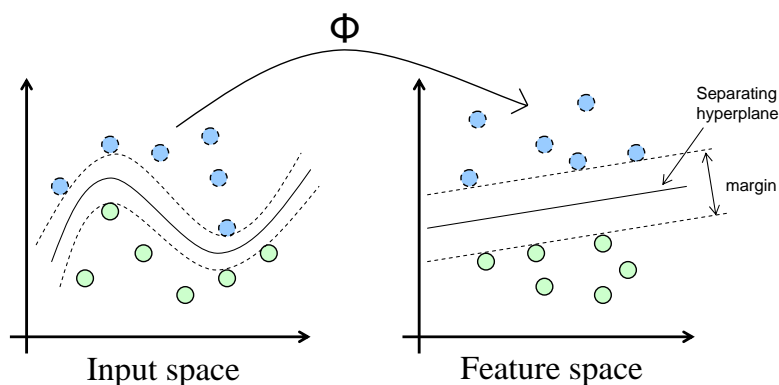 Φ
Separating
hyperplane
margin
Input space
Feature space